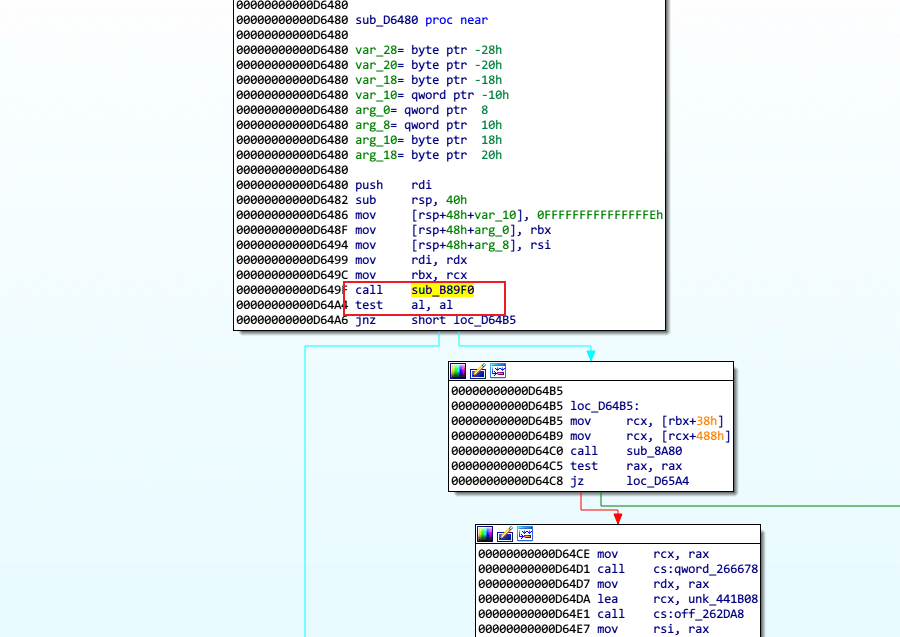 00000000000D6480
00000000000D6480 sub_D6480 proc near
00000000000D6480
00000000000D6480 var_28= byte ptr -28h
00000000000D6480 var_20= byte ptr -20h
00000000000D6480 var_18= byte ptr -18h
00000000000D6480 var_10= qword ptr -10h
00000000000D6480 arg_0= qword ptr  8
00000000000D6480 arg_8= qword ptr  10h
00000000000D6480 arg_10= byte ptr  18h
00000000000D6480 arg_18= byte ptr  20h
00000000000D6480
00000000000D6480 push    rdi
00000000000D6482 sub     rsp, 40h
00000000000D6486 mov     [rsp+48h+var_10], 0FFFFFFFFFFFFFFFEh
00000000000D648F mov     [rsp+48h+arg_0], rbx
00000000000D6494 mov     [rsp+48h+arg_8], rsi
00000000000D6499 mov     rdi, rdx
00000000000D649C mov     rbx, rcx
00000000000D649F call    sub_B89F0
00000000000D64A4 test    al, al
00000000000D64A6 jnz     short loc_D64B5
00000000000D64B5
00000000000D64B5 loc_D64B5:
00000000000D64B5 mov     rcx, [rbx+38h]
00000000000D64B9 mov     rcx, [rcx+488h]
00000000000D64C0 call    sub_8A80
00000000000D64C5 test    rax, rax
00000000000D64C8 jz      loc_D65A4
00000000000D64CE mov     rcx, rax
00000000000D64D1 call    cs:qword_266678
00000000000D64D7 mov     rdx, rax
00000000000D64DA lea     rcx, unk_441B08
00000000000D64E1 call    cs:off_262DA8
00000000000D64E7 mov     rsi, rax